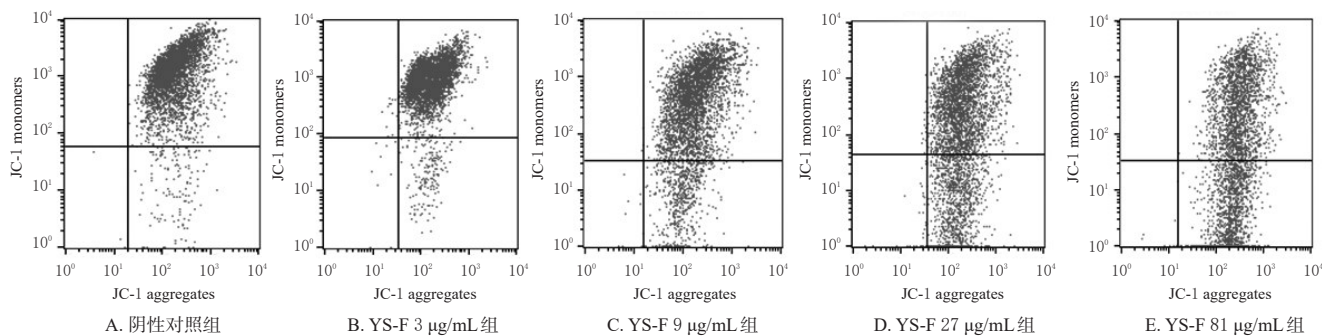 10⁴
10³
10²
10¹
10⁰
JC-1 monomers
10⁰ 10¹ 10² 10³ 10⁴
JC-1 aggregates
A. 阴性对照组
10⁴
10³
10²
10¹
10⁰
JC-1 monomers
10⁰ 10¹ 10² 10³ 10⁴
JC-1 aggregates
B. YS-F 3 μg/mL组
10⁴
10³
10²
10¹
10⁰
JC-1 monomers
10⁰ 10¹ 10² 10³ 10⁴
JC-1 aggregates
C. YS-F 9 μg/mL组
10⁴
10³
10²
10¹
10⁰
JC-1 monomers
10⁰ 10¹ 10² 10³ 10⁴
JC-1 aggregates
D. YS-F 27 μg/mL组
10⁴
10³
10²
10¹
10⁰
JC-1 monomers
10⁰ 10¹ 10² 10³ 10⁴
JC-1 aggregates
E. YS-F 81 μg/mL组